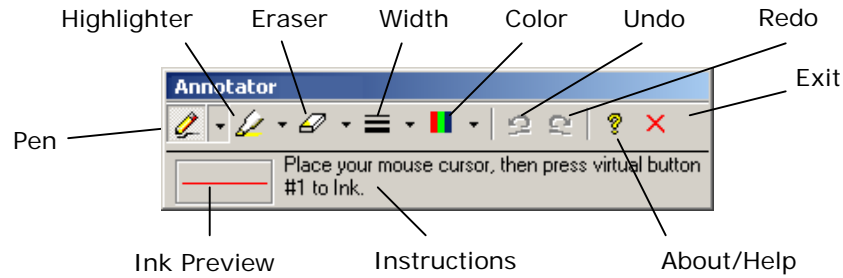 Highlighter Eraser Width Color Undo Redo
Exit
Annotator
Pen
Place your mouse cursor, then press virtual button
#1 to Ink.
Ink Preview Instructions About/Help